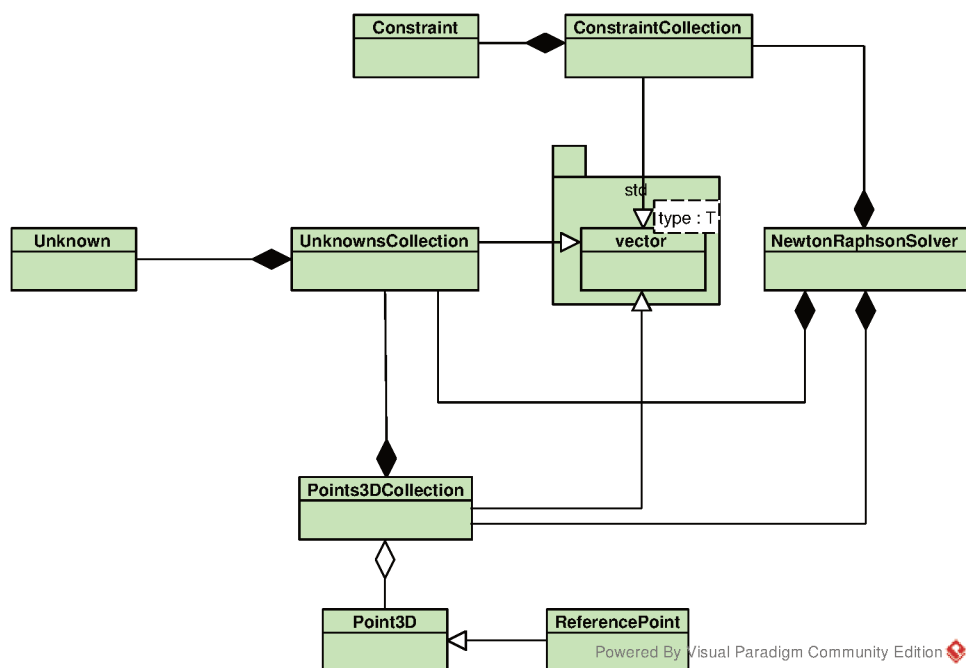 Constraint
ConstraintCollection
std
type : T
Unknown
UnknownsCollection
vector
NewtonRaphsonSolver
Points3DCollection
Point3D
ReferencePoint
Powered By Visual Paradigm Community Edition